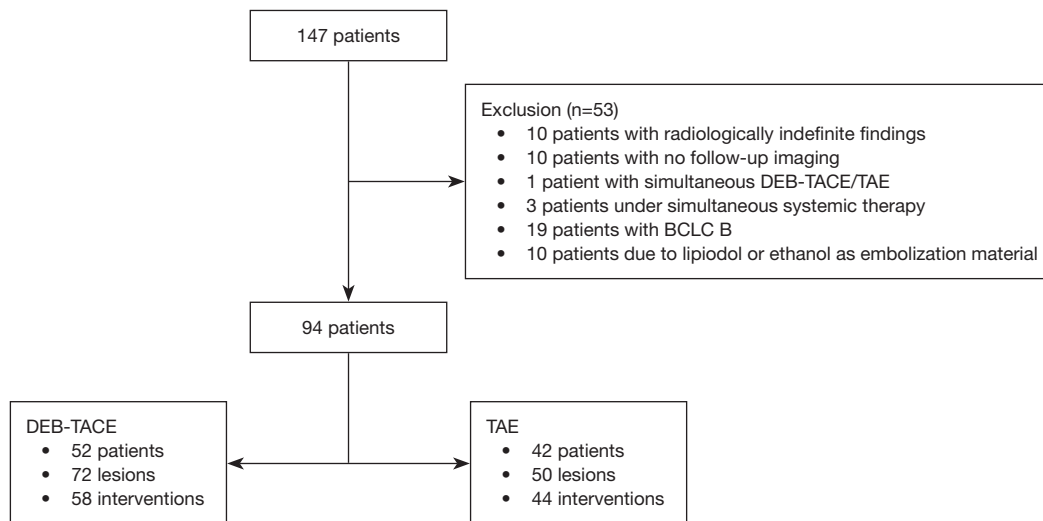 147 patients
Exclusion (n=53)
• 10 patients with radiologically indefinite findings
• 10 patients with no follow-up imaging
• 1 patient with simultaneous DEB-TACE/TAE
• 3 patients under simultaneous systemic therapy
• 19 patients with BCLC B
• 10 patients due to lipiodol or ethanol as embolization material
94 patients
DEB-TACE
• 52 patients
• 72 lesions
• 58 interventions
TAE
• 42 patients
• 50 lesions
• 44 interventions